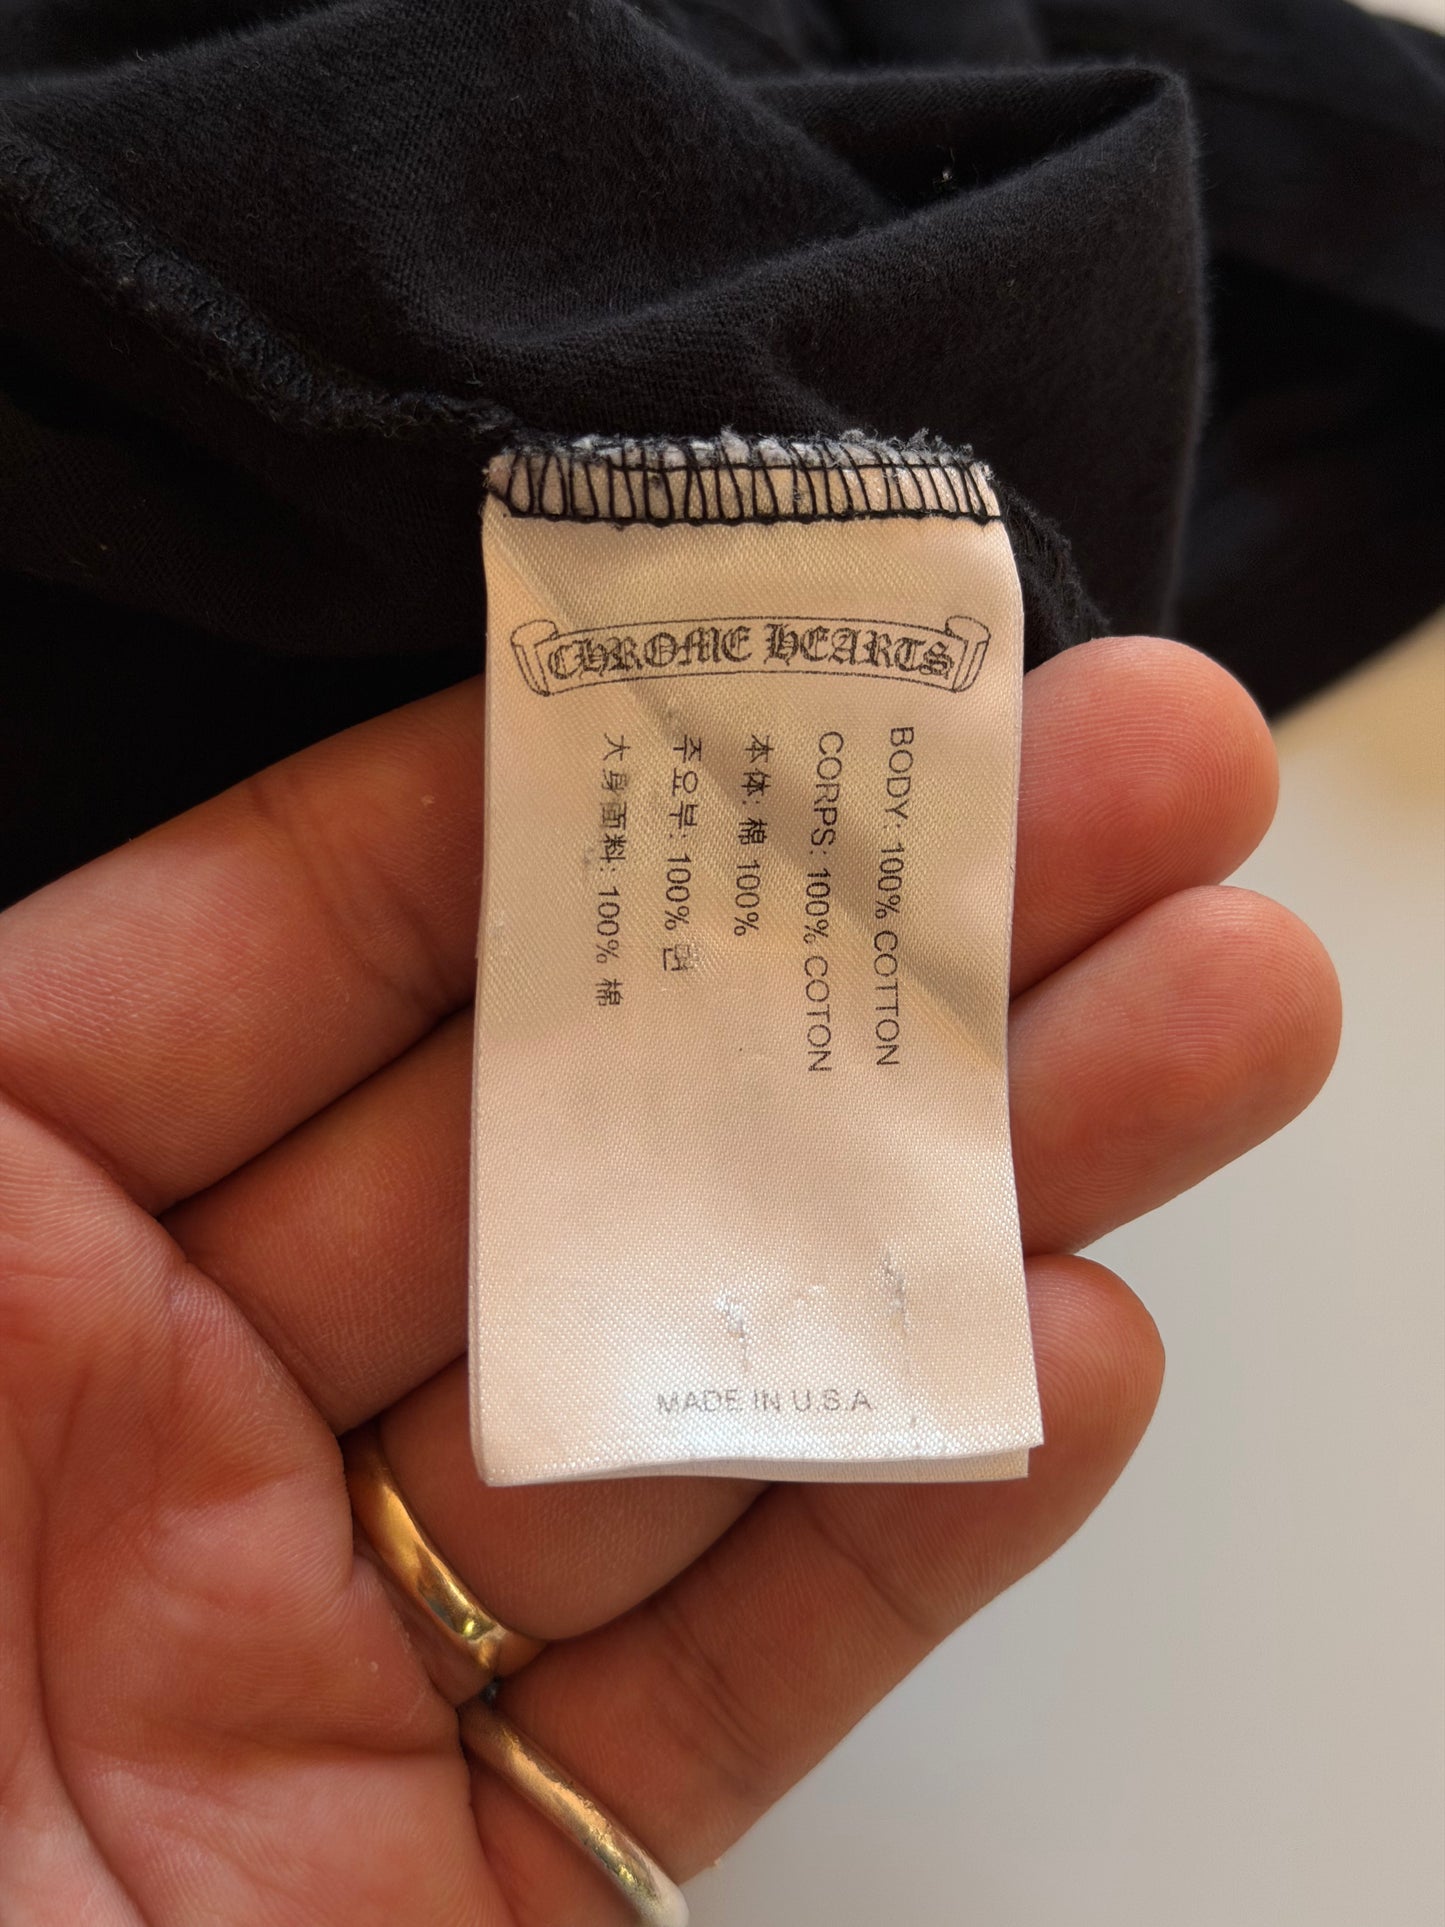 CHROME HEARTS
BODY: 100% COTTON
CORPS: 100% COTON
本体: 棉 100%
주요부: 100% 면
大身面料: 100% 棉
MADE IN U.S.A